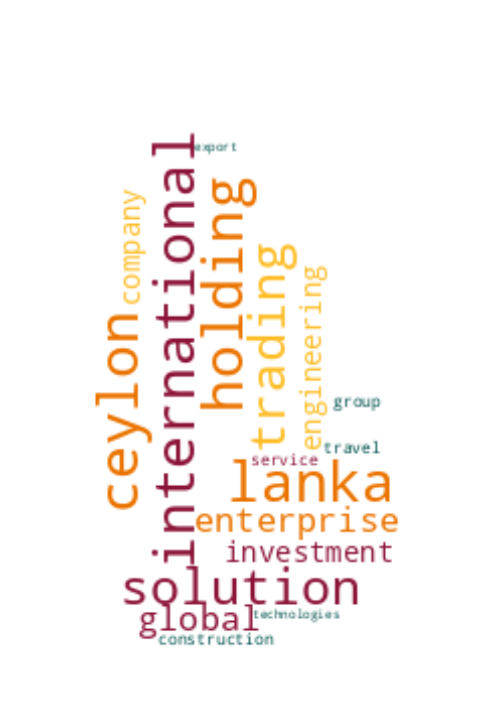 export
international
company
holding
trading
engineering
ceylon
group
travel
service
lanka
enterprise
investment
solution
global
technologies
construction